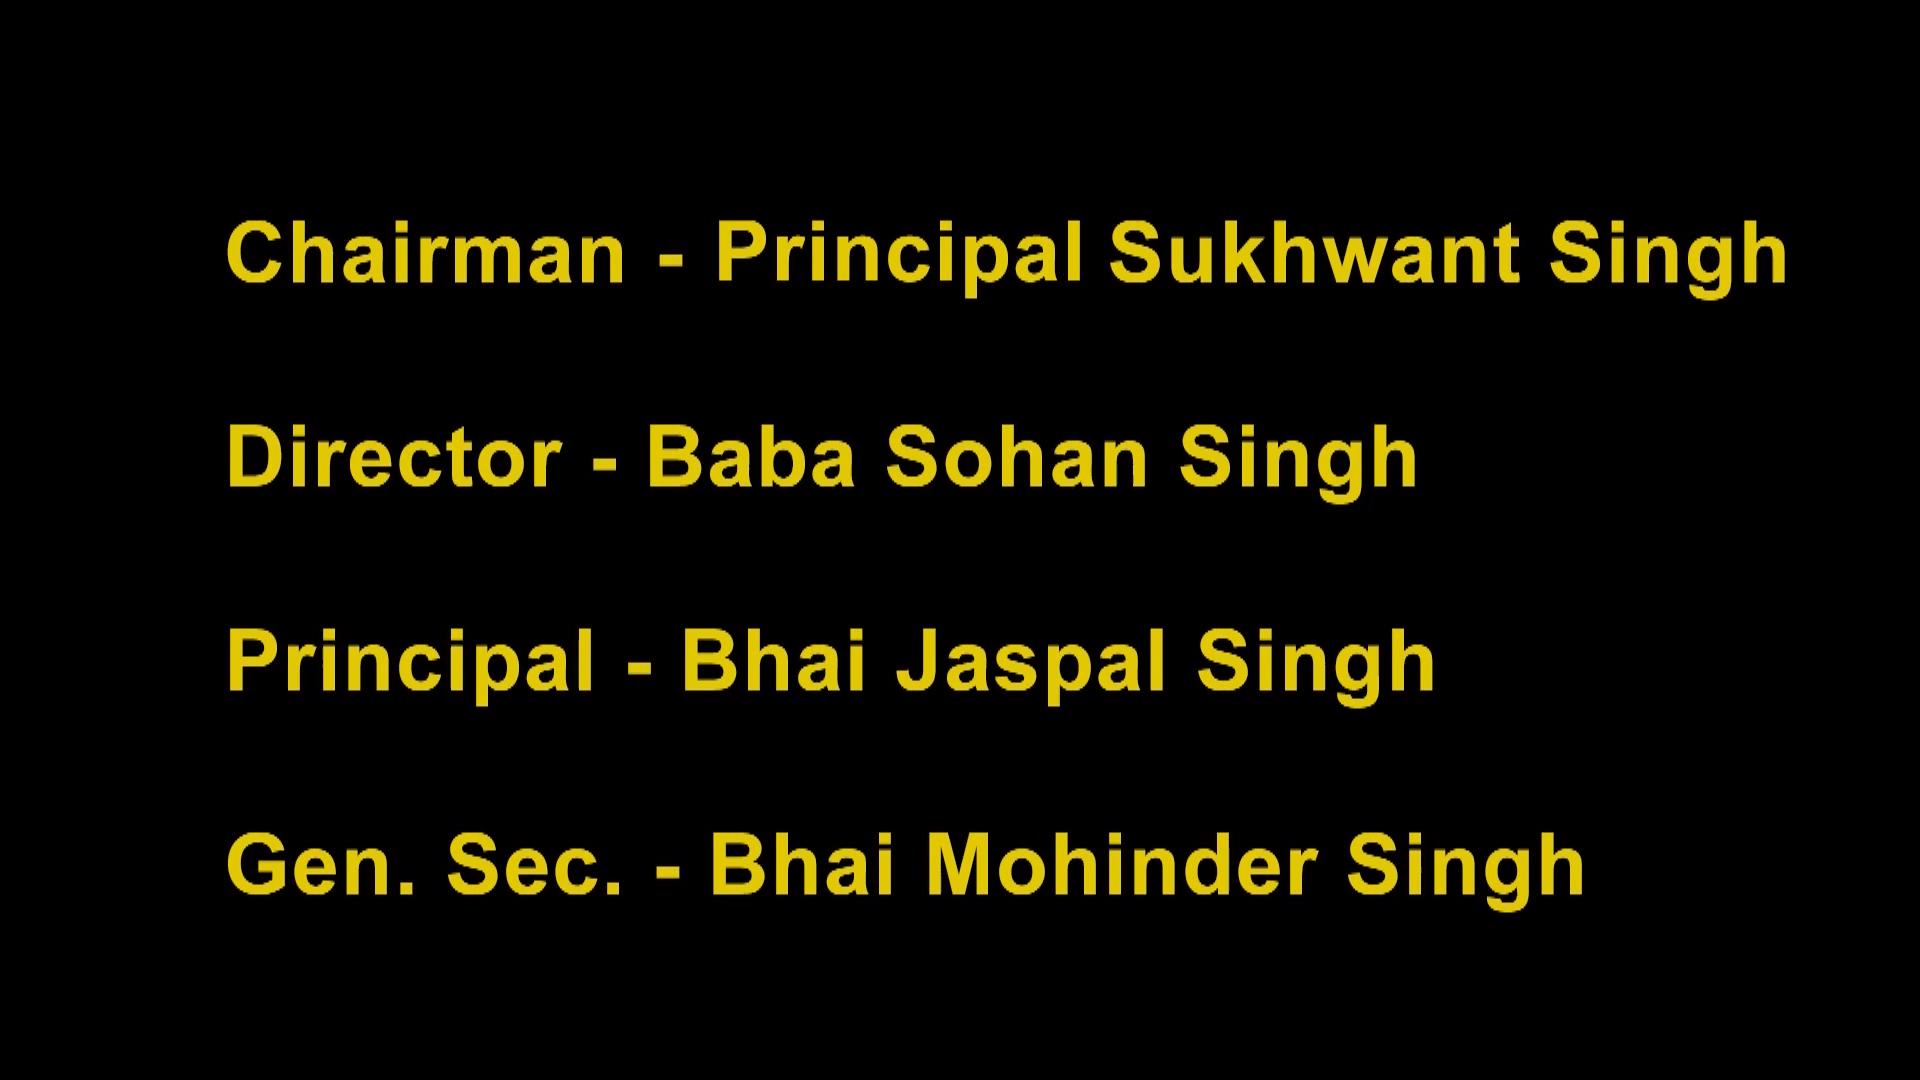 Chairman - Principal Sukhwant Singh
Director - Baba Sohan Singh
Principal - Bhai Jaspal Singh
Gen. Sec. - Bhai Mohinder Singh